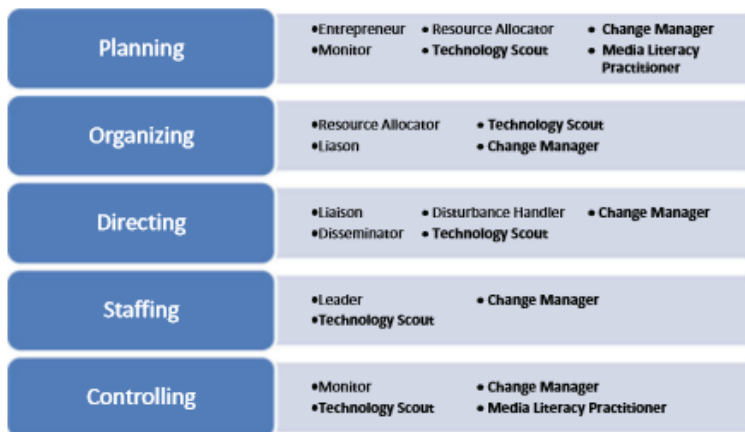 Planning
•Entrepreneur • Resource Allocator • Change Manager
•Monitor • Technology Scout • Media Literacy
Practitioner
Organizing
•Resource Allocator • Technology Scout
•Liason • Change Manager
Directing
•Liaison • Disturbance Handler • Change Manager
•Disseminator • Technology Scout
Staffing
•Leader • Change Manager
•Technology Scout
Controlling
•Monitor • Change Manager
•Technology Scout • Media Literacy Practitioner